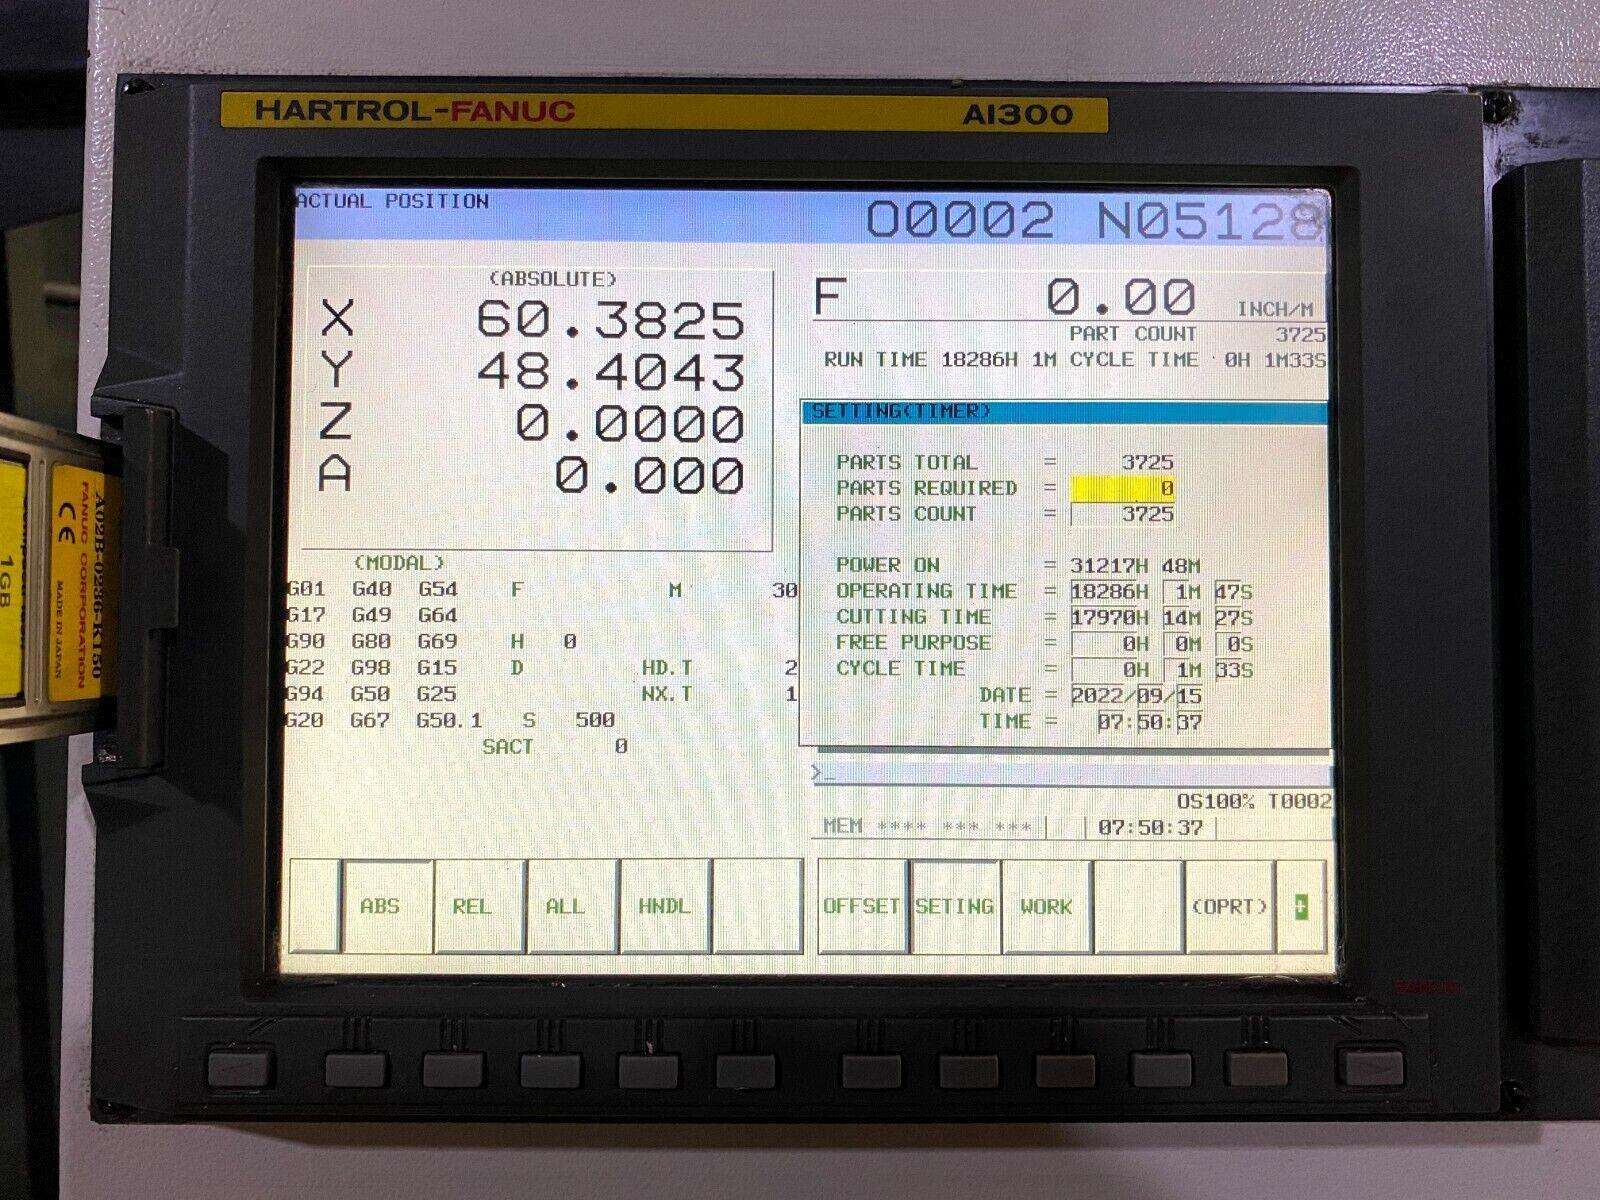 HARTROL-FANUC AI300
ACTUAL POSITION O0002 N05128
(ABSOLUTE)
X 60.3825
Y 48.4043
Z 0.0000
A 0.000
F 0.00 INCH/M
PART COUNT 3725
RUN TIME 18286H 1M CYCLE TIME 0H 1M33S
SETTING(TIMER)
PARTS TOTAL = 3725
PARTS REQUIRED = 0
PARTS COUNT = 3725
POWER ON = 31217H 48M
OPERATING TIME = 18286H 1M 47S
CUTTING TIME = 17970H 14M 27S
FREE PURPOSE = 0H 0M 0S
CYCLE TIME = 0H 1M 33S
DATE = 2022/09/15
TIME = 07:50:37
(MODAL)
G01 G40 G54 F M 30
G17 G49 G64
G90 G80 G69 H 0
G22 G98 G15 D HD.T 2
G94 G50 G25 NX.T 1
G20 G67 G50.1 S 500
SACT 0
>_
OS100% T0002
MEM **** *** *** 07:50:37
ABS REL ALL HNDL OFFSET SETING WORK (OPRT) +
A02B-0236-K150
FANUC CORPORATION
CE MADE IN JAPAN
1GB